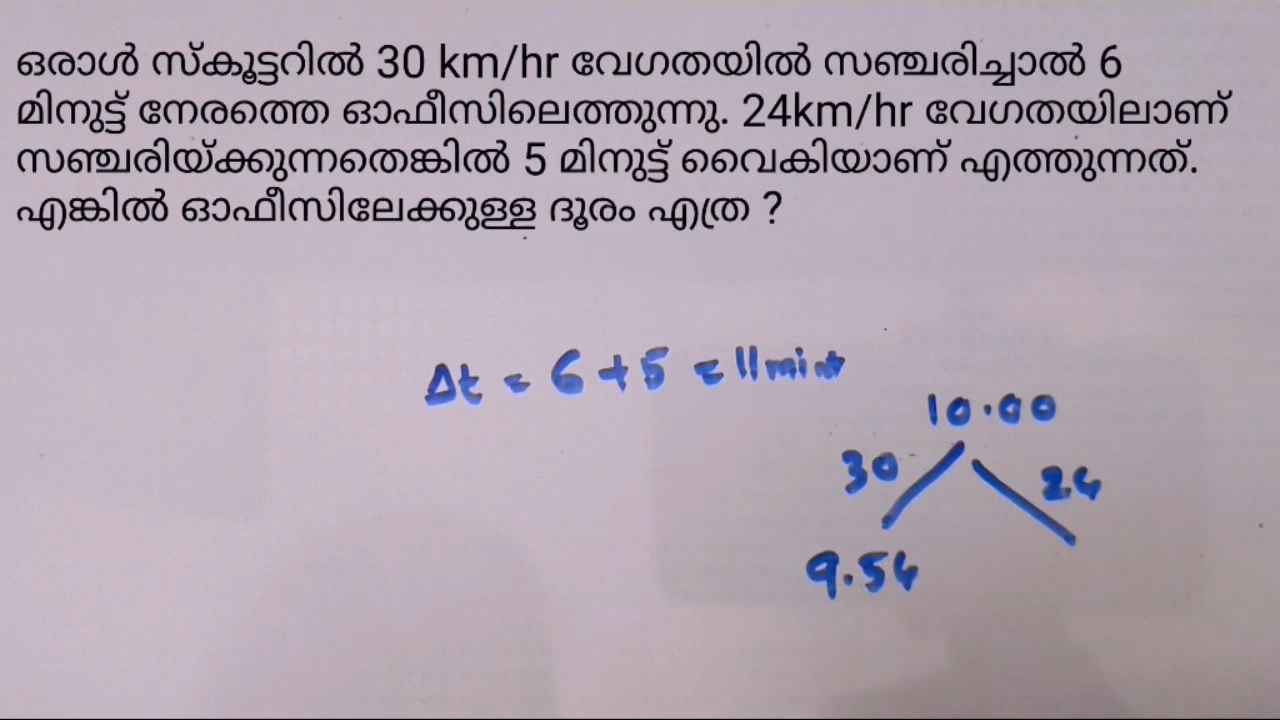 ഒരാൾ സ്കൂട്ടറിൽ 30 km/hr വേഗതയിൽ സഞ്ചരിച്ചാൽ 6
മിനുട്ട് നേരത്തെ ഓഫീസിലെത്തുന്നു. 24km/hr വേഗതയിലാണ്
സഞ്ചരിയ്ക്കുന്നതെങ്കിൽ 5 മിനുട്ട് വൈകിയാണ് എത്തുന്നത്.
എങ്കിൽ ഓഫീസിലേക്കുള്ള ദൂരം എത്ര ?
Δt = 6 + 5 = 11 mint
10.00
30 24
9.54